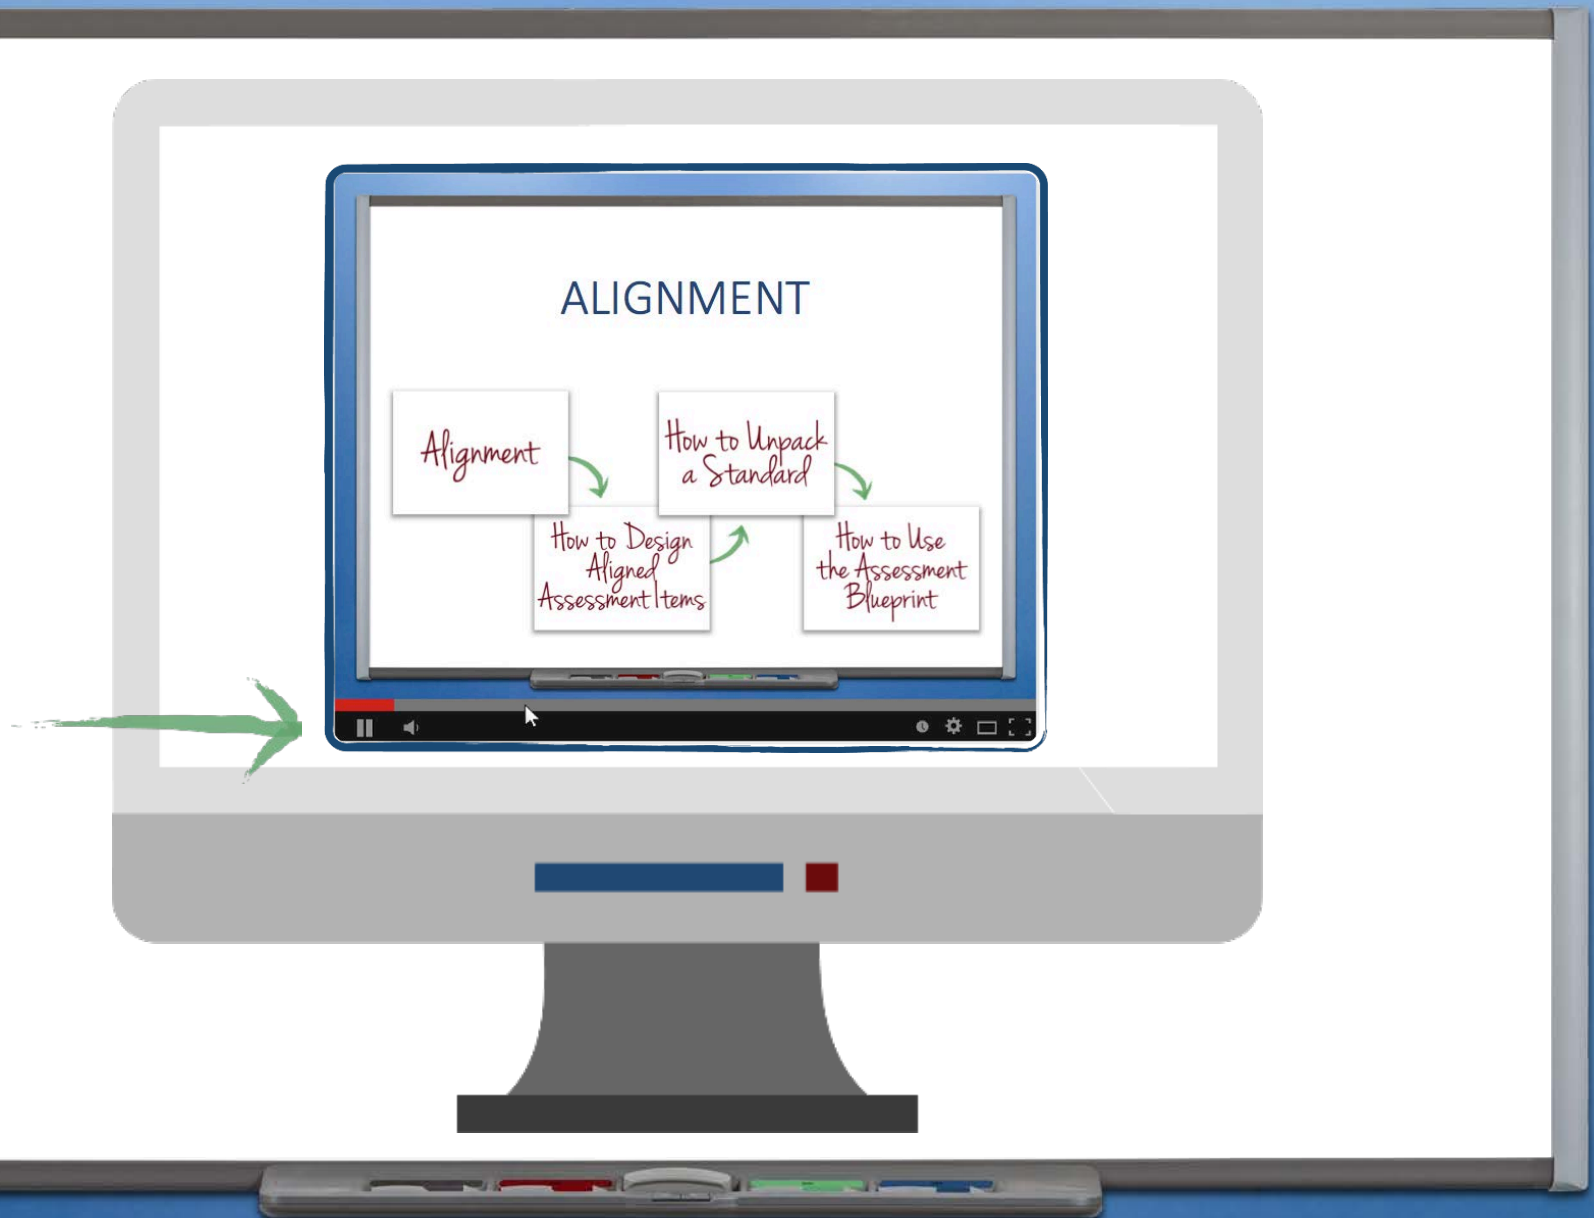 ALIGNMENT
Alignment
How to Design
Aligned
Assessment Items
How to Unpack
a Standard
How to Use
the Assessment
Blueprint